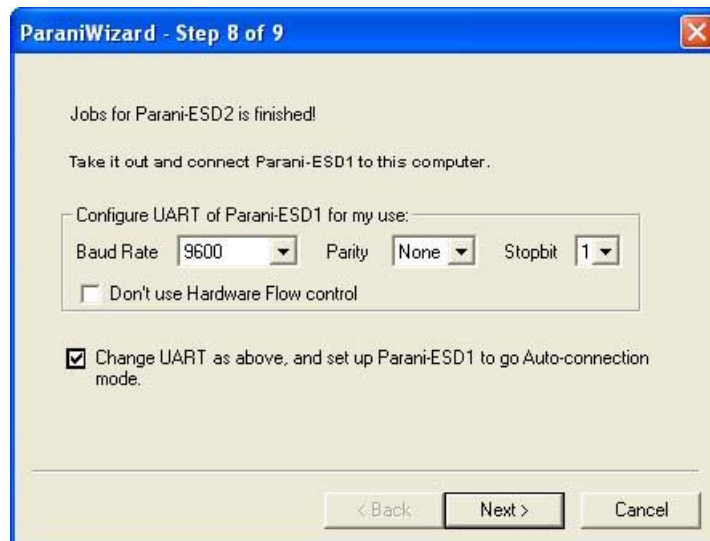 ParaniWizard - Step 8 of 9
Jobs for Parani-ESD2 is finished!
Take it out and connect Parani-ESD1 to this computer.
Configure UART of Parani-ESD1 for my use:
Baud Rate 9600 Parity None Stopbit 1
Don't use Hardware Flow control
Change UART as above, and set up Parani-ESD1 to go Auto-connection
mode.
< Back Next > Cancel